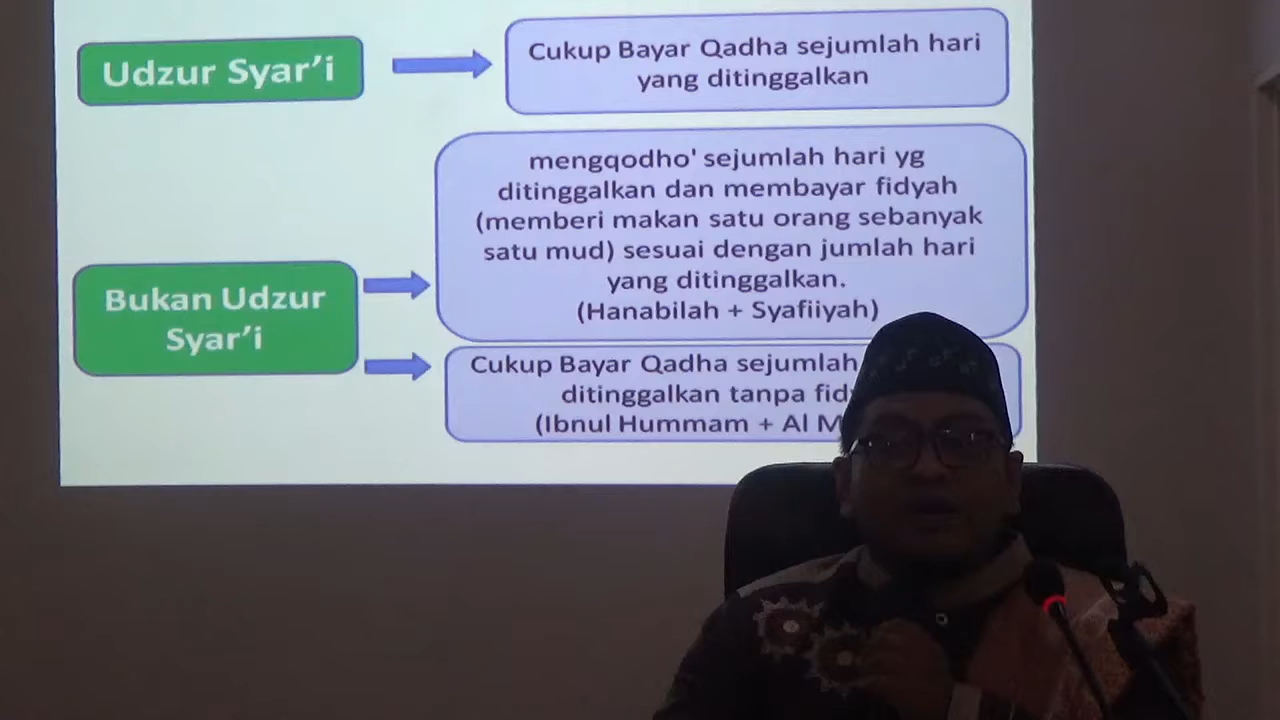 Udzur Syar'i
Cukup Bayar Qadha sejumlah hari
yang ditinggalkan
Bukan Udzur
Syar'i
mengqodho' sejumlah hari yg
ditinggalkan dan membayar fidyah
(memberi makan satu orang sebanyak
satu mud) sesuai dengan jumlah hari
yang ditinggalkan.
(Hanabilah + Syafiiyah)
Cukup Bayar Qadha sejumlah
ditinggalkan tanpa
(Ibnul Hummam + Al